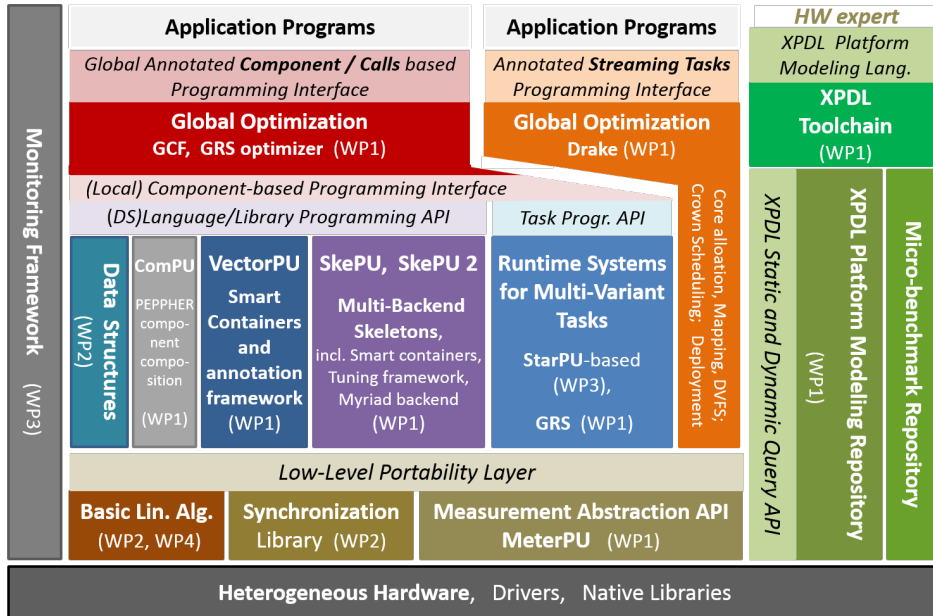 Application Programs
Global Annotated Component / Calls based
Programming Interface
Global Optimization
GCF, GRS optimizer (WP1)
Application Programs
Annotated Streaming Tasks
Programming Interface
Global Optimization
Drake (WP1)
HW expert
XPDL Platform
Modeling Lang.
XPDL
Toolchain
(WP1)
Monitoring Framework (WP3)
(Local) Component-based Programming Interface
(DS)Language/Library Programming API
Task Progr. API
Data Structures
(WP2)
ComPU
PEPPHER
compo-
nent
compo-
sition
(WP1)
VectorPU
Smart
Containers
and
annotation
framework
(WP1)
SkePU, SkePU 2
Multi-Backend
Skeletons,
incl. Smart containers,
Tuning framework,
Myriad backend
(WP1)
Runtime Systems
for Multi-Variant
Tasks
StarPU-based
(WP3),
GRS (WP1)
Core alloation, Mapping, DVFS;
Crown Scheduling; Deployment
XPDL Static and Dynamic Query API
XPDL Platform Modeling Repository
(WP1)
Micro-benchmark Repository
Low-Level Portability Layer
Basic Lin. Alg.
(WP2, WP4)
Synchronization
Library (WP2)
Measurement Abstraction API
MeterPU (WP1)
Heterogeneous Hardware, Drivers, Native Libraries